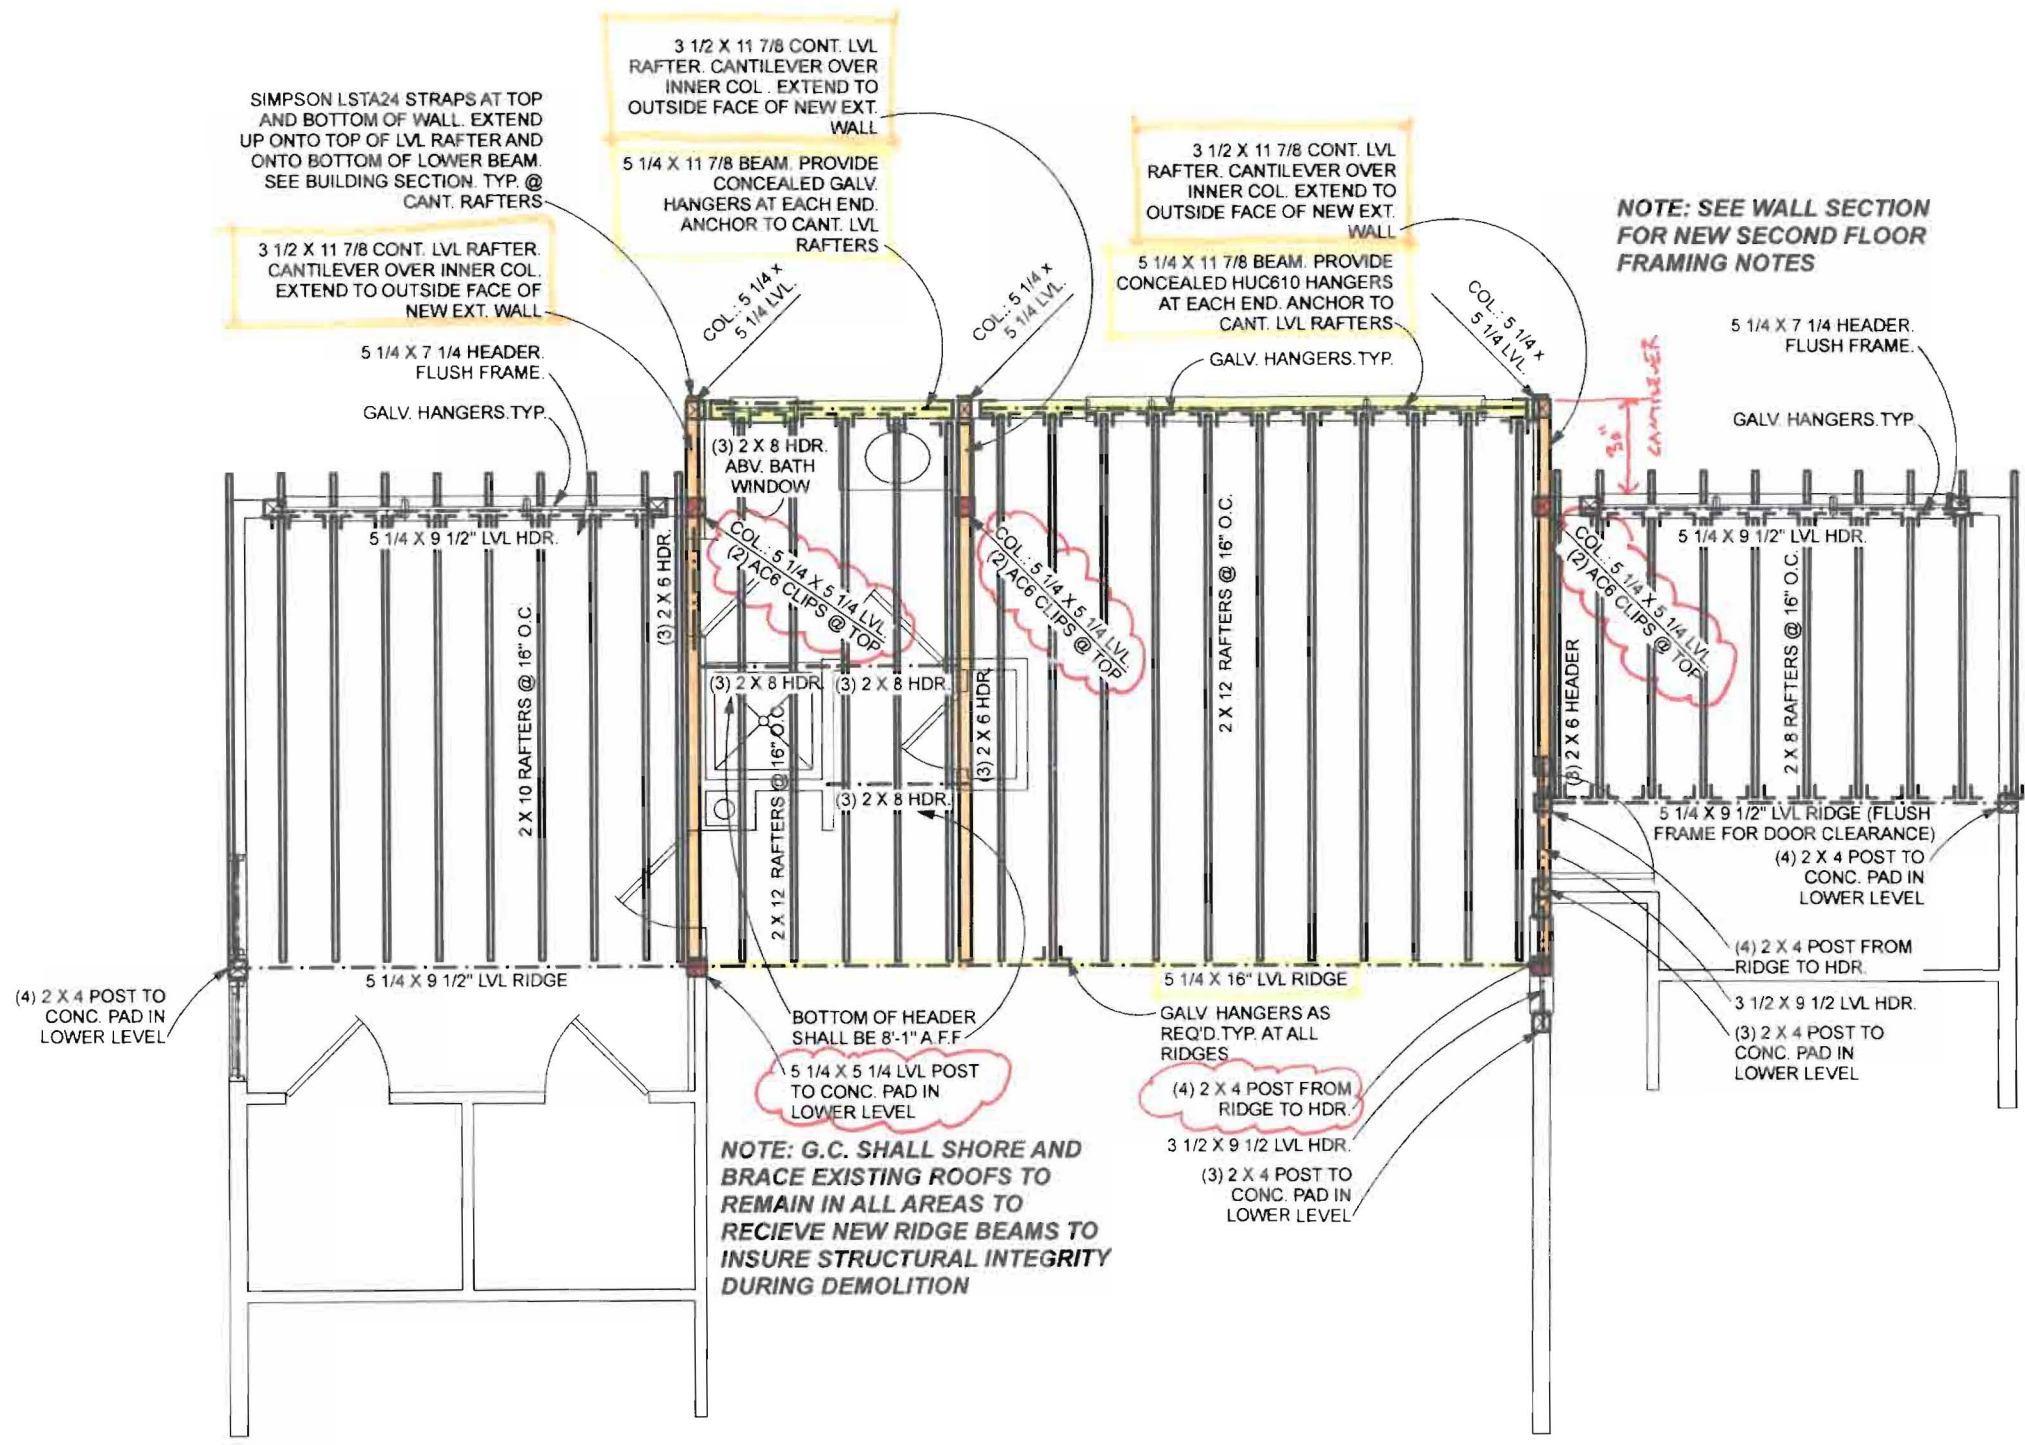 3 1/2 X 11 7/8 CONT. LVL
RAFTER. CANTILEVER OVER
INNER COL. EXTEND TO
OUTSIDE FACE OF NEW EXT.
WALL
SIMPSON LSTA24 STRAPS AT TOP
AND BOTTOM OF WALL. EXTEND
UP ONTO TOP OF LVL RAFTER AND
ONTO BOTTOM OF LOWER BEAM.
SEE BUILDING SECTION. TYP. @
CANT. RAFTERS
5 1/4 X 11 7/8 BEAM. PROVIDE
CONCEALED GALV.
HANGERS AT EACH END.
ANCHOR TO CANT. LVL
RAFTERS
3 1/2 X 11 7/8 CONT. LVL
RAFTER. CANTILEVER OVER
INNER COL. EXTEND TO
OUTSIDE FACE OF NEW EXT.
WALL
NOTE: SEE WALL SECTION
FOR NEW SECOND FLOOR
FRAMING NOTES
3 1/2 X 11 7/8 CONT. LVL RAFTER.
CANTILEVER OVER INNER COL.
EXTEND TO OUTSIDE FACE OF
NEW EXT. WALL
5 1/4 X 11 7/8 BEAM. PROVIDE
CONCEALED HUC610 HANGERS
AT EACH END. ANCHOR TO
CANT. LVL RAFTERS
COL.: 5 1/4 x
5 1/4 LVL.
COL.: 5 1/4 x
5 1/4 LVL.
COL.: 5 1/4 x
5 1/4 LVL.
5 1/4 X 7 1/4 HEADER.
FLUSH FRAME.
5 1/4 X 7 1/4 HEADER.
FLUSH FRAME.
GALV. HANGERS.TYP.
GALV. HANGERS.TYP.
GALV. HANGERS.TYP.
30"
CANTILEVER
(3) 2 X 8 HDR.
ABV. BATH
WINDOW
5 1/4 X 9 1/2" LVL HDR.
5 1/4 X 9 1/2" LVL HDR.
COL.: 5 1/4 X 5 1/4 LVL.
(2) AC6 CLIPS @ TOP
COL.: 5 1/4 X 5 1/4 LVL.
(2) AC6 CLIPS @ TOP
COL.: 5 1/4 X 5 1/4 LVL.
(2) AC6 CLIPS @ TOP
(3) 2 X 6 HDR.
2 X 10 RAFTERS @ 16" O.C.
2 X 12 RAFTERS @ 16" O.C.
2 X 8 RAFTERS @ 16" O.C.
(3) 2 X 6 HEADER
(3) 2 X 8 HDR.
(3) 2 X 8 HDR.
(3) 2 X 6 HDR.
2 X 12 RAFTERS @ 16" O.C.
(3) 2 X 8 HDR.
5 1/4 X 9 1/2" LVL RIDGE (FLUSH
FRAME FOR DOOR CLEARANCE)
(4) 2 X 4 POST TO
CONC. PAD IN
LOWER LEVEL
(4) 2 X 4 POST FROM
RIDGE TO HDR.
3 1/2 X 9 1/2 LVL HDR.
(3) 2 X 4 POST TO
CONC. PAD IN
LOWER LEVEL
5 1/4 X 9 1/2" LVL RIDGE
5 1/4 X 16" LVL RIDGE
(4) 2 X 4 POST TO
CONC. PAD IN
LOWER LEVEL
BOTTOM OF HEADER
SHALL BE 8'-1" A.F.F
GALV. HANGERS AS
REQ'D.TYP. AT ALL
RIDGES
5 1/4 X 5 1/4 LVL POST
TO CONC. PAD IN
LOWER LEVEL
(4) 2 X 4 POST FROM
RIDGE TO HDR.
3 1/2 X 9 1/2 LVL HDR.
(3) 2 X 4 POST TO
CONC. PAD IN
LOWER LEVEL
NOTE: G.C. SHALL SHORE AND
BRACE EXISTING ROOFS TO
REMAIN IN ALL AREAS TO
RECIEVE NEW RIDGE BEAMS TO
INSURE STRUCTURAL INTEGRITY
DURING DEMOLITION